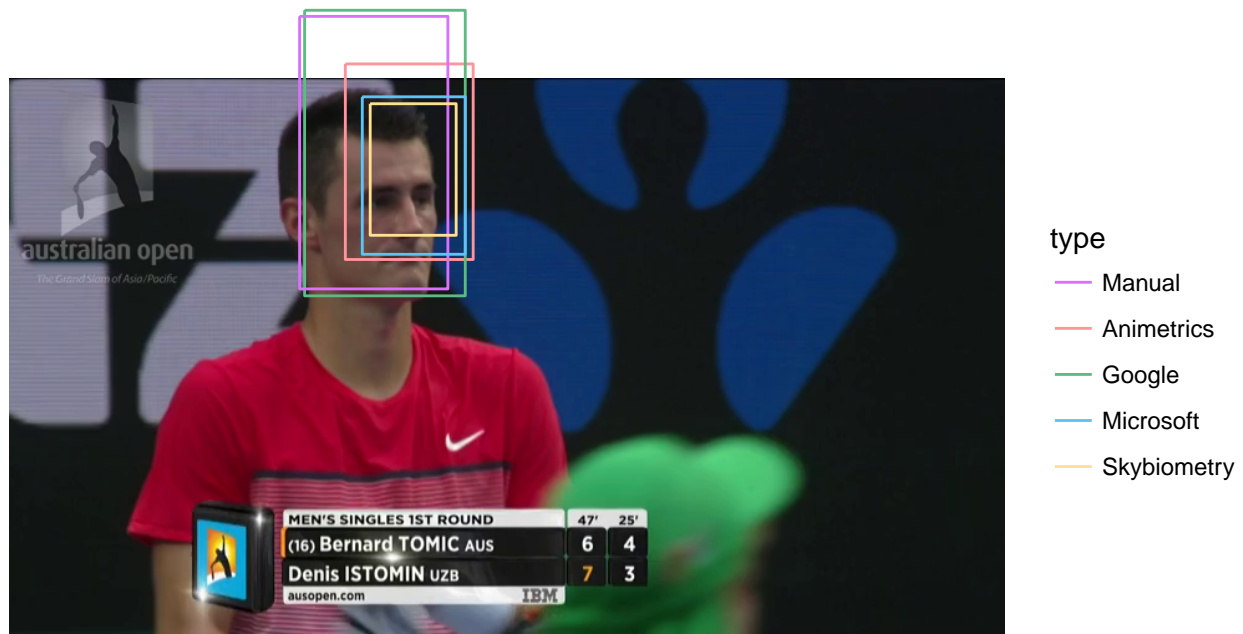 australian open
The Grand Slam of Asia/Pacific
MEN'S SINGLES 1ST ROUND 47' 25'
(16) Bernard TOMIC AUS 6 4
Denis ISTOMIN UZB 7 3
ausopen.com IBM
type
Manual
Animetrics
Google
Microsoft
Skybiometry